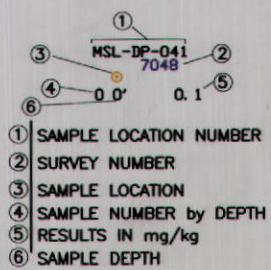 ①
MSL-DP-041
③ 7048 ②
④ 0 0' 0.1 ⑤
⑥
① SAMPLE LOCATION NUMBER
② SURVEY NUMBER
③ SAMPLE LOCATION
④ SAMPLE NUMBER by DEPTH
⑤ RESULTS IN mg/kg
⑥ SAMPLE DEPTH